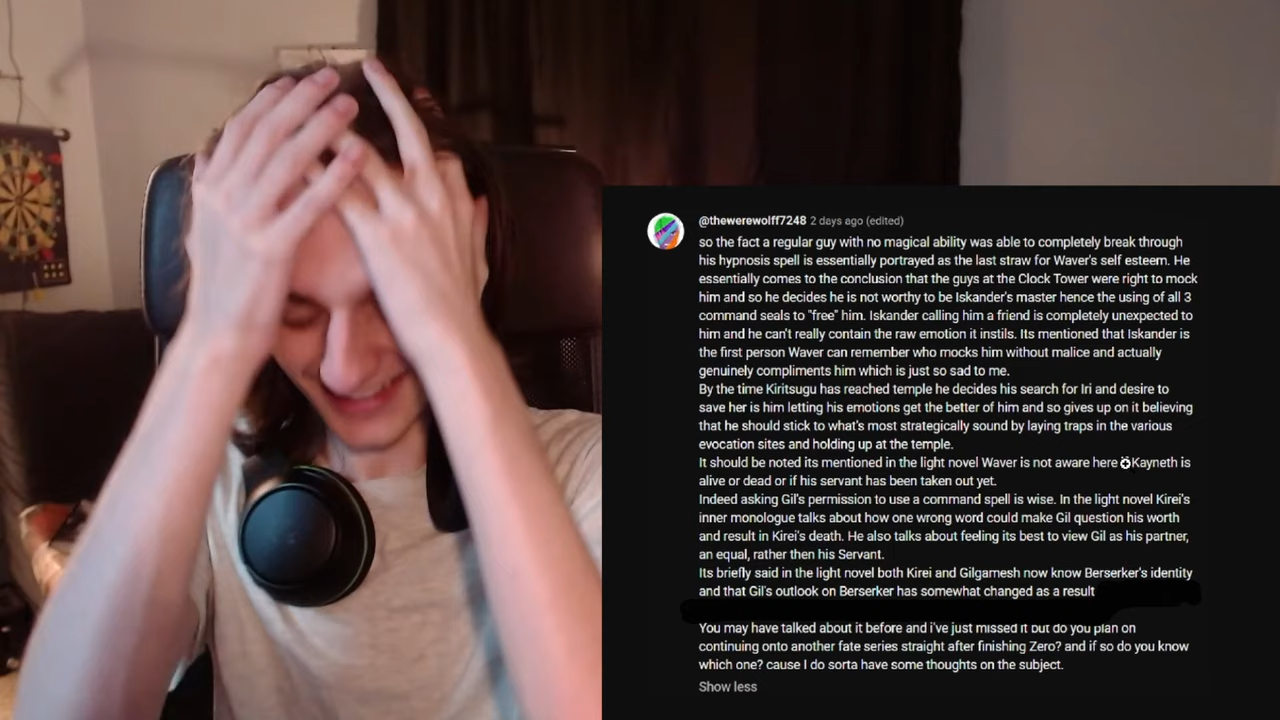 @thewerewolff7248 2 days ago (edited)
so the fact a regular guy with no magical ability was able to completely break through
his hypnosis spell is essentially portrayed as the last straw for Waver's self esteem. He
essentially comes to the conclusion that the guys at the Clock Tower were right to mock
him and so he decides he is not worthy to be Iskander's master hence the using of all 3
command seals to "free" him. Iskander calling him a friend is completely unexpected to
him and he can't really contain the raw emotion it instils. Its mentioned that Iskander is
the first person Waver can remember who mocks him without malice and actually
genuinely compliments him which is just so sad to me.
By the time Kiritsugu has reached temple he decides his search for Iri and desire to
save her is him letting his emotions get the better of him and so gives up on it believing
that he should stick to what's most strategically sound by laying traps in the various
evocation sites and holding up at the temple.
It should be noted its mentioned in the light novel Waver is not aware here Kayneth is
alive or dead or if his servant has been taken out yet.
Indeed asking Gil's permission to use a command spell is wise. In the light novel Kirei's
inner monologue talks about how one wrong word could make Gil question his worth
and result in Kirei's death. He also talks about feeling its best to view Gil as his partner,
an equal, rather then his Servant.
Its briefly said in the light novel both Kirei and Gilgamesh now know Berserker's identity
and that Gil's outlook on Berserker has somewhat changed as a result
You may have talked about it before and i've just missed it but do you plan on
continuing onto another fate series straight after finishing Zero? and if so do you know
which one? cause I do sorta have some thoughts on the subject.
Show less